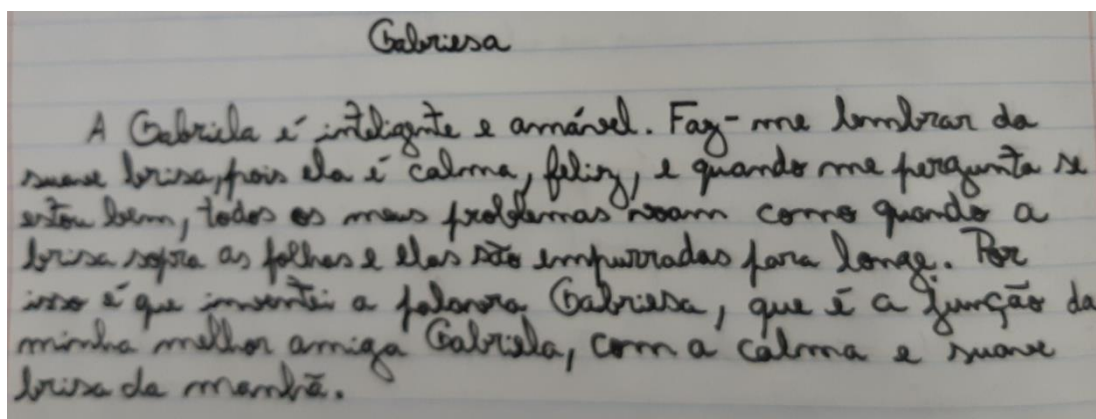 Gabriesa
A Gabriela é inteligente e amável. Faz-me lembrar da
suave brisa, pois ela é calma, feliz, e quando me pergunta se
estou bem, todos os meus problemas voam como quando a
brisa sopra as folhas e elas são empurradas para longe. Por
isso é que inventei a palavra Gabriesa, que é a junção da
minha melhor amiga Gabriela, com a calma e suave
brisa da manhã.